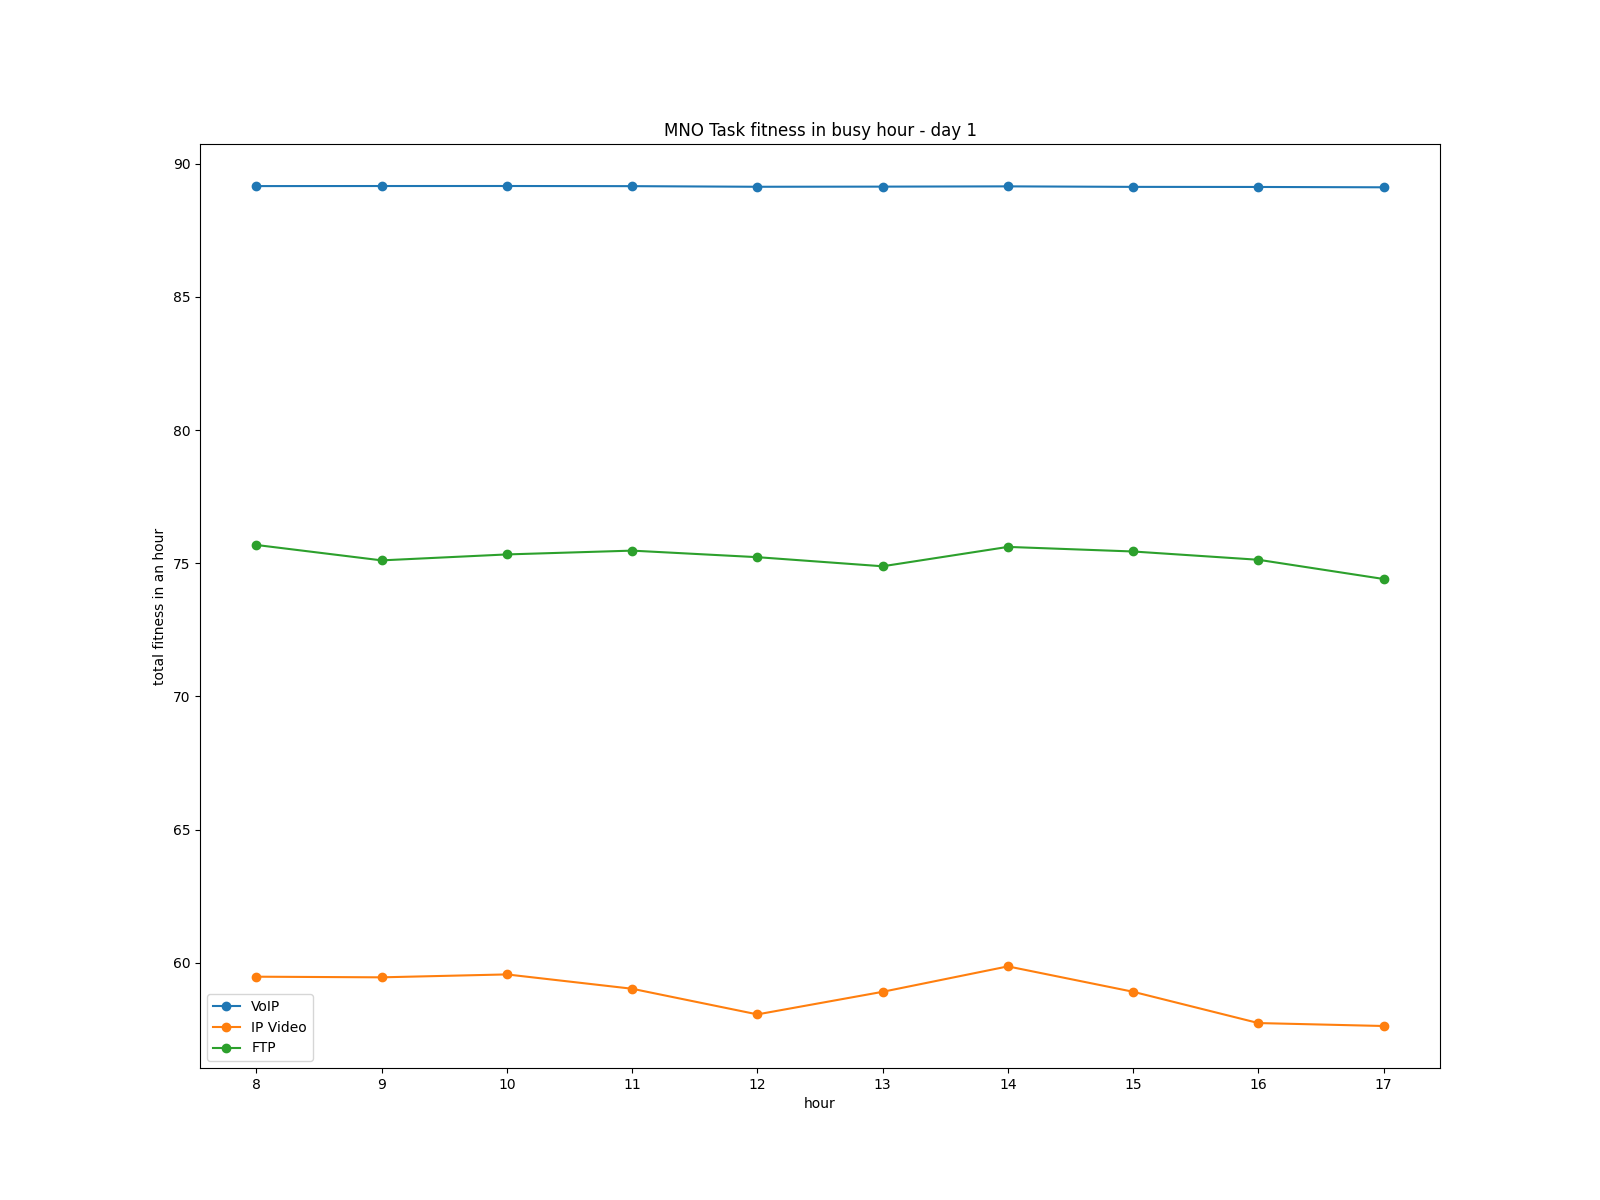 MNO Task fitness in busy hour - day 1
90
85
80
75
70
65
60
total fitness in an hour
VoIP
IP Video
FTP
8 9 10 11 12 13 14 15 16 17
hour